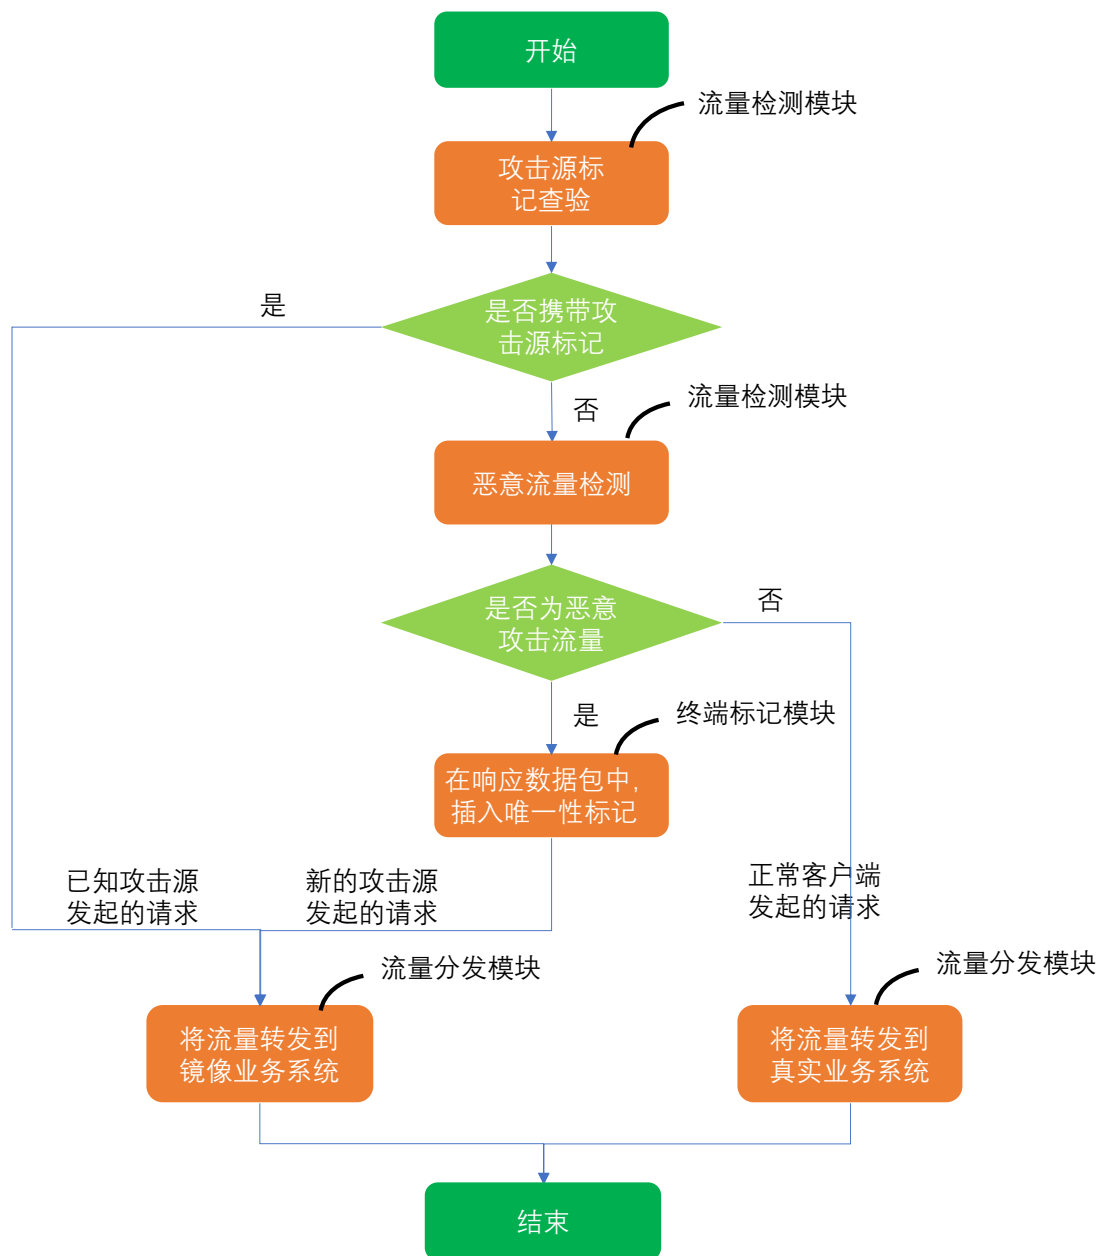 开始
流量检测模块
攻击源标
记查验
是
是否携带攻
击源标记
否
流量检测模块
恶意流量检测
是否为恶意
攻击流量
否
是
终端标记模块
在响应数据包中,
插入唯一性标记
已知攻击源
发起的请求
新的攻击源
发起的请求
正常客户端
发起的请求
流量分发模块
流量分发模块
将流量转发到
镜像业务系统
将流量转发到
真实业务系统
结束